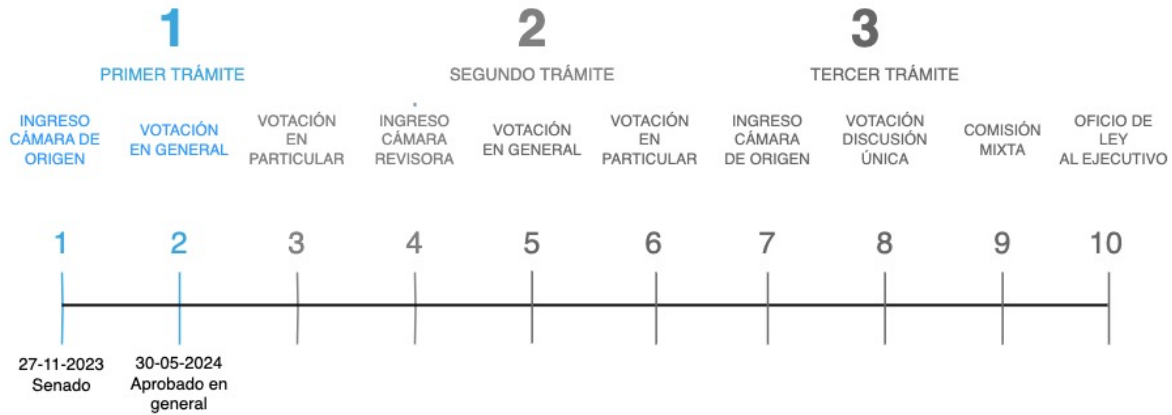 1
2
3
PRIMER TRÁMITE
SEGUNDO TRÁMITE
TERCER TRÁMITE
INGRESO
CÁMARA DE
ORIGEN
VOTACIÓN
EN GENERAL
VOTACIÓN
EN
PARTICULAR
INGRESO
CÁMARA
REVISORA
VOTACIÓN
EN GENERAL
VOTACIÓN
EN
PARTICULAR
INGRESO
CÁMARA
DE ORIGEN
VOTACIÓN
DISCUSIÓN
ÚNICA
COMISIÓN
MIXTA
OFICIO DE
LEY
AL EJECUTIVO
1
2
3
4
5
6
7
8
9
10
27-11-2023
Senado
30-05-2024
Aprobado en
general